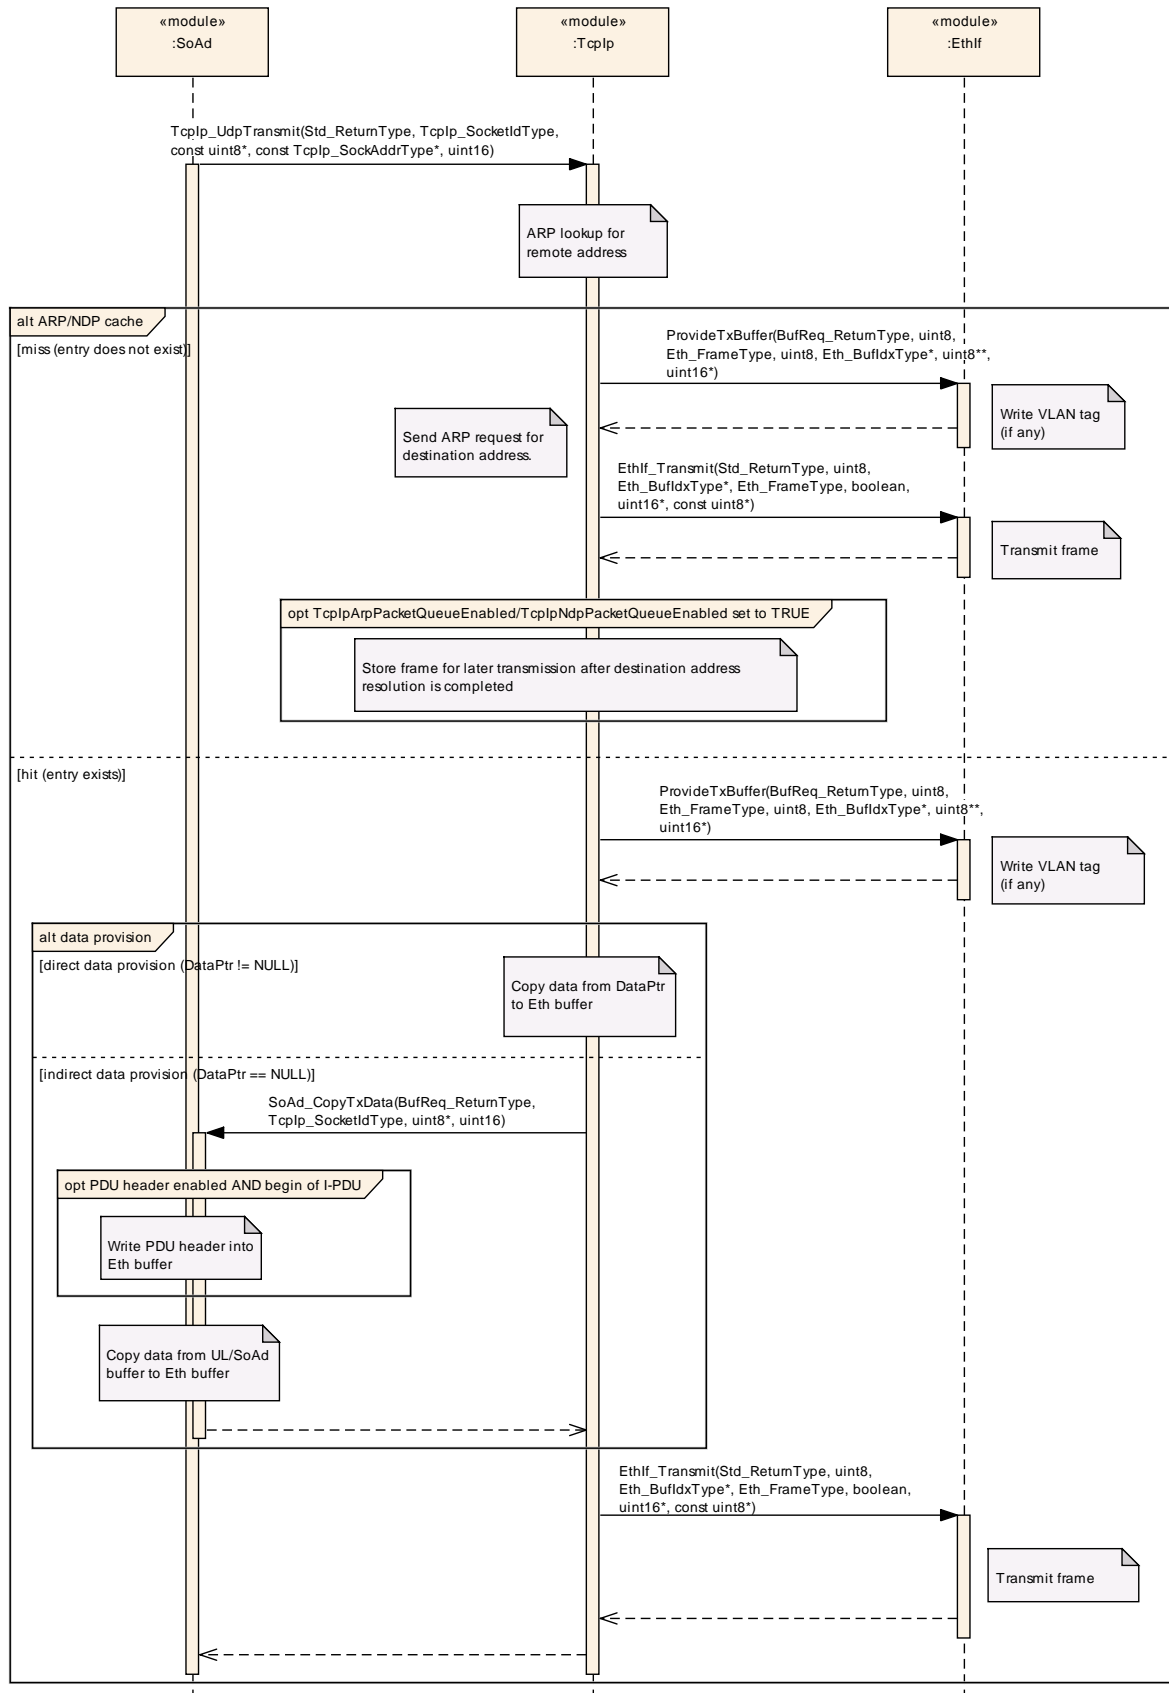 «module»
:SoAd
«module»
:TcpIp
«module»
:EthIf
TcpIp_UdpTransmit(Std_ReturnType, TcpIp_SocketIdType,
const uint8*, const TcpIp_SockAddrType*, uint16)
ARP lookup for
remote address
alt ARP/NDP cache
[miss (entry does not exist)]
ProvideTxBuffer(BufReq_ReturnType, uint8,
Eth_FrameType, uint8, Eth_BufIdxType*, uint8**,
uint16*)
Write VLAN tag
(if any)
Send ARP request for
destination address.
EthIf_Transmit(Std_ReturnType, uint8,
Eth_BufIdxType*, Eth_FrameType, boolean,
uint16*, const uint8*)
Transmit frame
opt TcpIpArpPacketQueueEnabled/TcpIpNdpPacketQueueEnabled set to TRUE
Store frame for later transmission after destination address
resolution is completed
[hit (entry exists)]
ProvideTxBuffer(BufReq_ReturnType, uint8,
Eth_FrameType, uint8, Eth_BufIdxType*, uint8**,
uint16*)
Write VLAN tag
(if any)
alt data provision
[direct data provision (DataPtr != NULL)]
Copy data from DataPtr
to Eth buffer
[indirect data provision (DataPtr == NULL)]
SoAd_CopyTxData(BufReq_ReturnType,
TcpIp_SocketIdType, uint8*, uint16)
opt PDU header enabled AND begin of I-PDU
Write PDU header into
Eth buffer
Copy data from UL/SoAd
buffer to Eth buffer
EthIf_Transmit(Std_ReturnType, uint8,
Eth_BufIdxType*, Eth_FrameType, boolean,
uint16*, const uint8*)
Transmit frame